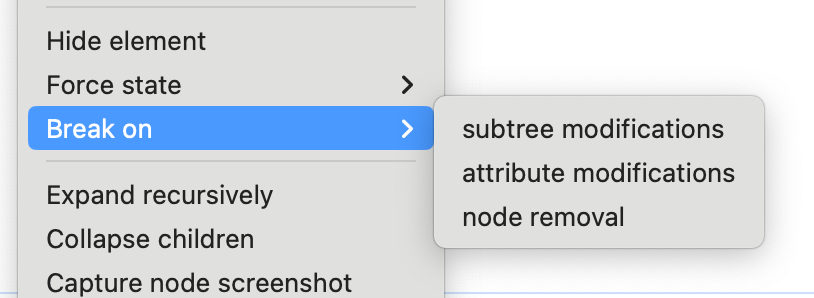 Hide element
Force state
Break on
subtree modifications
attribute modifications
node removal
Expand recursively
Collapse children
Capture node screenshot